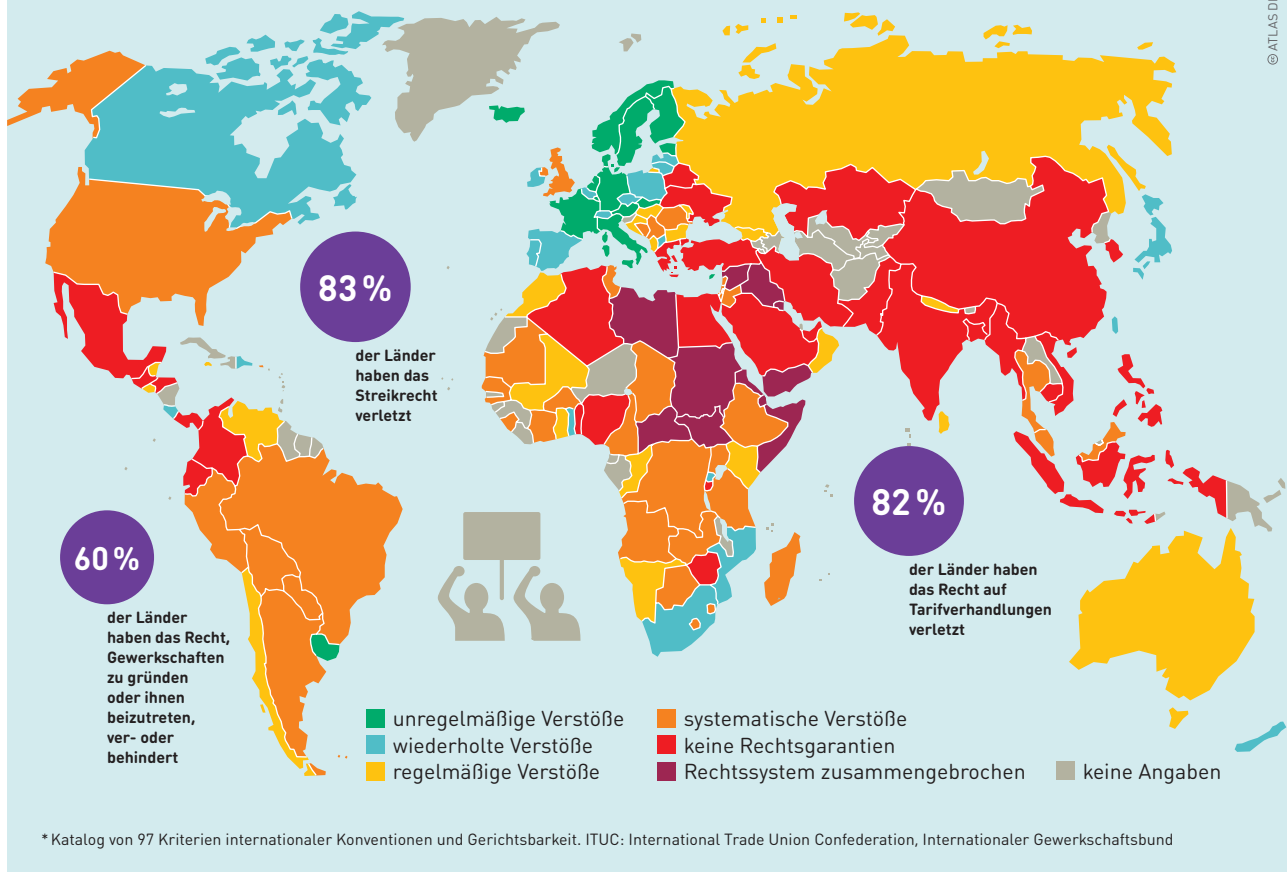 © ATLAS
83 %
der Länder
haben das
Streikrecht
verletzt
60 %
der Länder
haben das Recht,
Gewerkschaften
zu gründen
oder ihnen
beizutreten,
ver- oder
behindert
82 %
der Länder haben
das Recht auf
Tarifverhandlungen
verletzt
unregelmäßige Verstöße
wiederholte Verstöße
regelmäßige Verstöße
systematische Verstöße
keine Rechtsgarantien
Rechtssystem zusammengebrochen
keine Angaben
* Katalog von 97 Kriterien internationaler Konventionen und Gerichtsbarkeit. ITUC: International Trade Union Confederation, Internationaler Gewerkschaftsbund